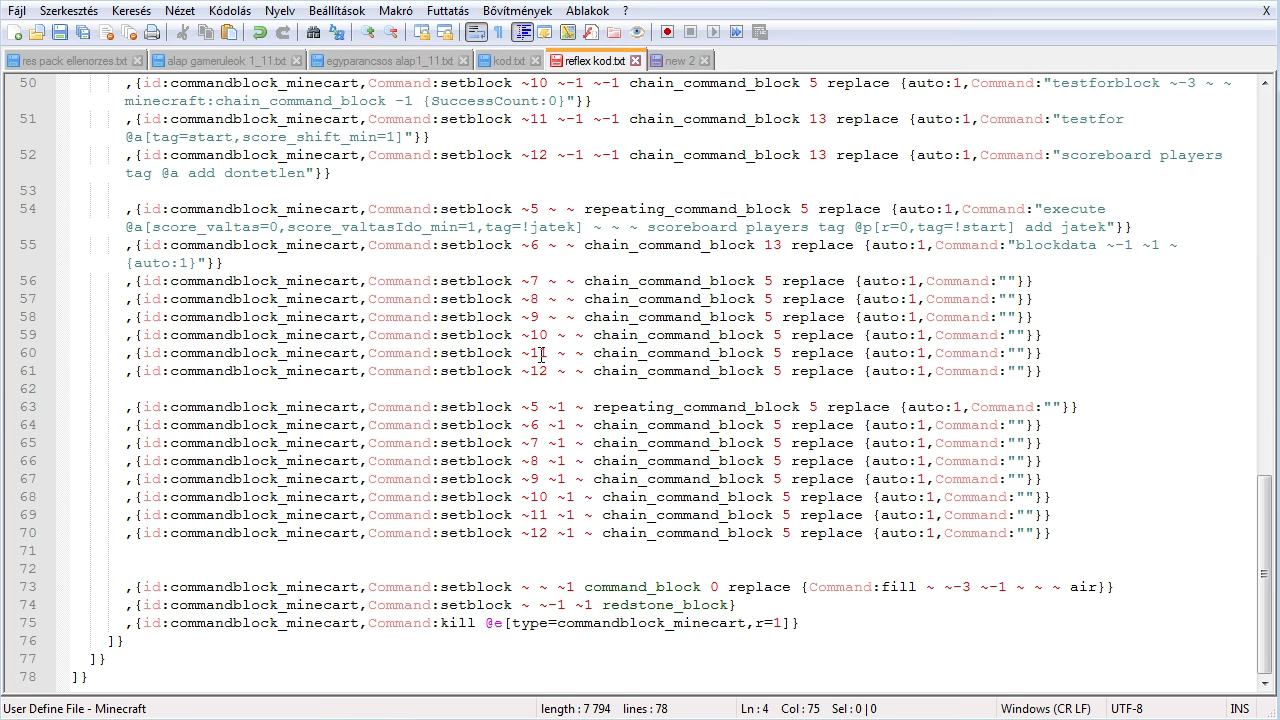 Fájl Szerkesztés Keresés Nézet Kódolás Nyelv Beállítások Makró Futtatás Bővítmények Ablakok ? X
res pack ellenorzes.txt alap gameruleok 1_11.txt egyparancsos alap1_11.txt kod.txt reflex kod.txt new 2
50 ,{id:commandblock_minecart,Command:setblock ~10 ~-1 ~-1 chain_command_block 5 replace {auto:1,Command:"testforblock ~-3 ~ ~
minecraft:chain_command_block -1 {SuccessCount:0}"}}
51 ,{id:commandblock_minecart,Command:setblock ~11 ~-1 ~-1 chain_command_block 13 replace {auto:1,Command:"testfor
@a[tag=start,score_shift_min=1]"}}
52 ,{id:commandblock_minecart,Command:setblock ~12 ~-1 ~-1 chain_command_block 13 replace {auto:1,Command:"scoreboard players
tag @a add dontetlen"}}
53
54 ,{id:commandblock_minecart,Command:setblock ~5 ~ ~ repeating_command_block 5 replace {auto:1,Command:"execute
@a[score_valtas=0,score_valtasIdo_min=1,tag=!jatek] ~ ~ ~ scoreboard players tag @p[r=0,tag=!start] add jatek"}}
55 ,{id:commandblock_minecart,Command:setblock ~6 ~ ~ chain_command_block 13 replace {auto:1,Command:"blockdata ~-1 ~1 ~
{auto:1}"}}
56 ,{id:commandblock_minecart,Command:setblock ~7 ~ ~ chain_command_block 5 replace {auto:1,Command:""}}
57 ,{id:commandblock_minecart,Command:setblock ~8 ~ ~ chain_command_block 5 replace {auto:1,Command:""}}
58 ,{id:commandblock_minecart,Command:setblock ~9 ~ ~ chain_command_block 5 replace {auto:1,Command:""}}
59 ,{id:commandblock_minecart,Command:setblock ~10 ~ ~ chain_command_block 5 replace {auto:1,Command:""}}
60 ,{id:commandblock_minecart,Command:setblock ~11 ~ ~ chain_command_block 5 replace {auto:1,Command:""}}
61 ,{id:commandblock_minecart,Command:setblock ~12 ~ ~ chain_command_block 5 replace {auto:1,Command:""}}
62
63 ,{id:commandblock_minecart,Command:setblock ~5 ~1 ~ repeating_command_block 5 replace {auto:1,Command:""}}
64 ,{id:commandblock_minecart,Command:setblock ~6 ~1 ~ chain_command_block 5 replace {auto:1,Command:""}}
65 ,{id:commandblock_minecart,Command:setblock ~7 ~1 ~ chain_command_block 5 replace {auto:1,Command:""}}
66 ,{id:commandblock_minecart,Command:setblock ~8 ~1 ~ chain_command_block 5 replace {auto:1,Command:""}}
67 ,{id:commandblock_minecart,Command:setblock ~9 ~1 ~ chain_command_block 5 replace {auto:1,Command:""}}
68 ,{id:commandblock_minecart,Command:setblock ~10 ~1 ~ chain_command_block 5 replace {auto:1,Command:""}}
69 ,{id:commandblock_minecart,Command:setblock ~11 ~1 ~ chain_command_block 5 replace {auto:1,Command:""}}
70 ,{id:commandblock_minecart,Command:setblock ~12 ~1 ~ chain_command_block 5 replace {auto:1,Command:""}}
71
72
73 ,{id:commandblock_minecart,Command:setblock ~ ~ ~1 command_block 0 replace {Command:fill ~ ~-3 ~-1 ~ ~ ~ air}}
74 ,{id:commandblock_minecart,Command:setblock ~ ~-1 ~1 redstone_block}
75 ,{id:commandblock_minecart,Command:kill @e[type=commandblock_minecart,r=1]}
76 ]}
77 ]}
78 ]}
User Define File - Minecraft length : 7 794 lines : 78 Ln : 4 Col : 75 Sel : 0 | 0 Windows (CR LF) UTF-8 INS